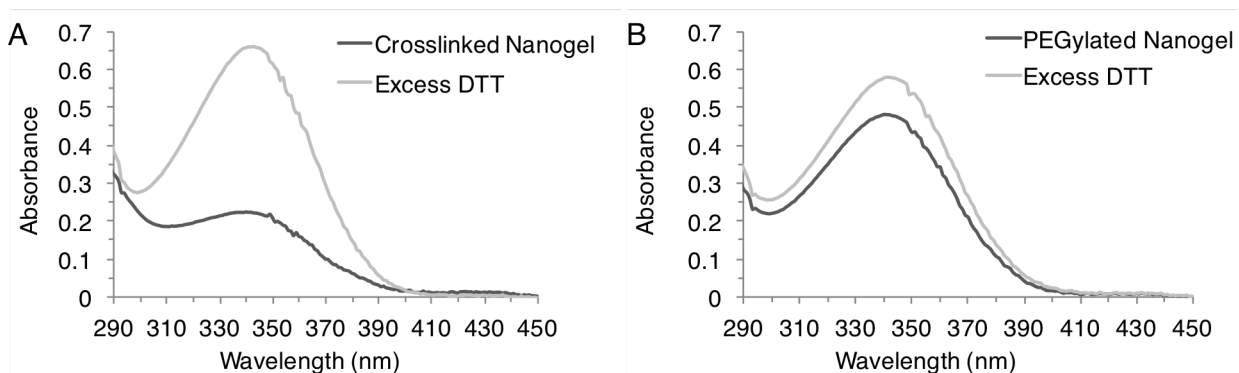 A
0.7
0.6
0.5
0.4
0.3
0.2
0.1
0
Absorbance
290 310 330 350 370 390 410 430 450
Wavelength (nm)
Crosslinked Nanogel
Excess DTT
B
0.7
0.6
0.5
0.4
0.3
0.2
0.1
0
Absorbance
290 310 330 350 370 390 410 430 450
Wavelength (nm)
PEGylated Nanogel
Excess DTT